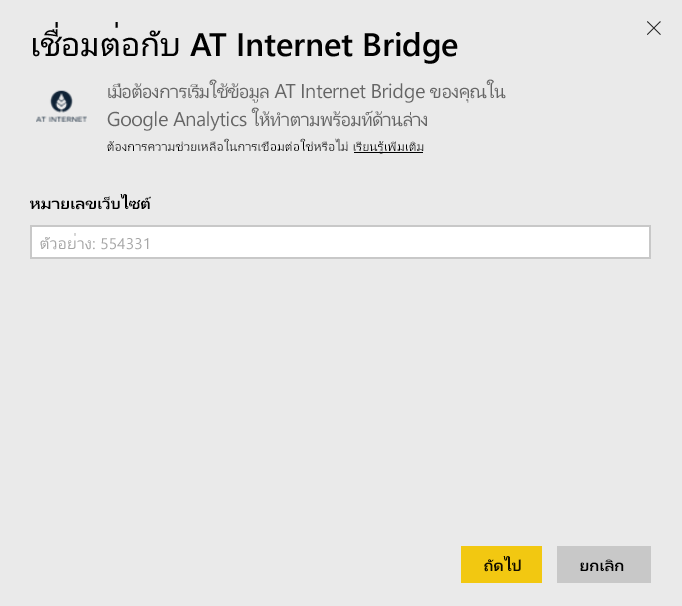 เชื่อมต่อกับ AT Internet Bridge
เมื่อต้องการเริ่มใช้ข้อมูล AT Internet Bridge ของคุณใน
AT INTERNET
Google Analytics ให้ทำตามพร้อมท์ด้านล่าง
ต้องการความช่วยเหลือในการเชื่อมต่อใช่หรือไม่ เรียนรู้เพิ่มเติม
หมายเลขเว็บไซต์
ตัวอย่าง: 554331
ถัดไป
ยกเลิก